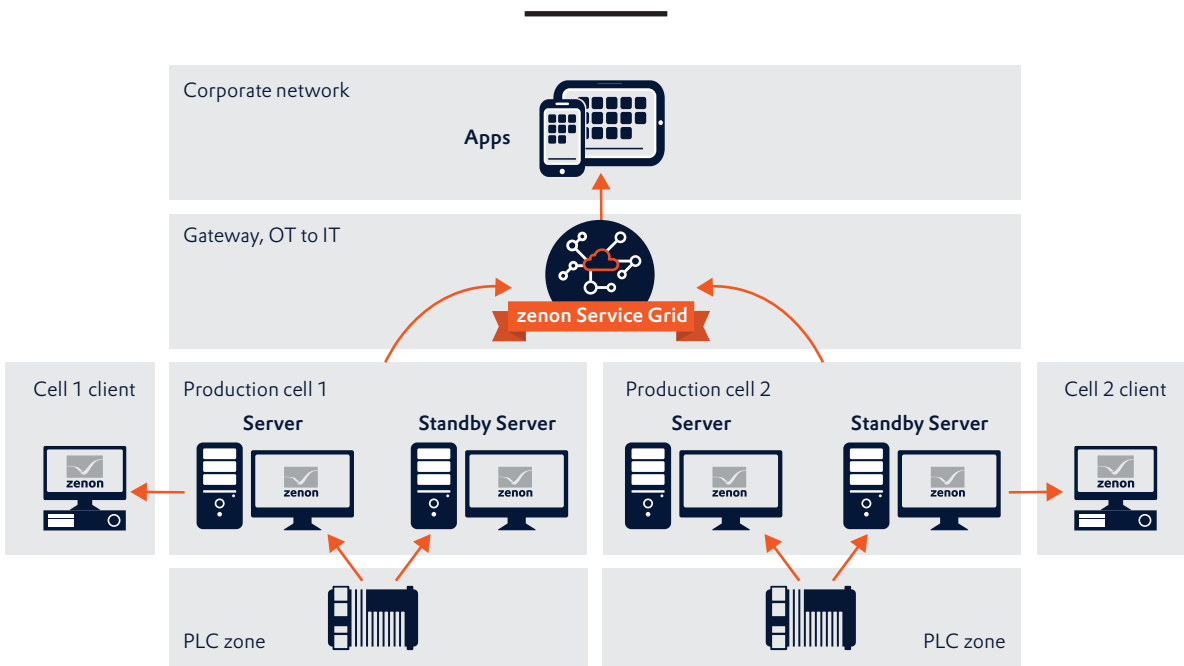 Corporate network
Apps
Gateway, OT to IT
zenon Service Grid
Cell 1 client
Production cell 1
Production cell 2
Cell 2 client
Server
Standby Server
Server
Standby Server
zenon
zenon
zenon
zenon
zenon
zenon
PLC zone
PLC zone